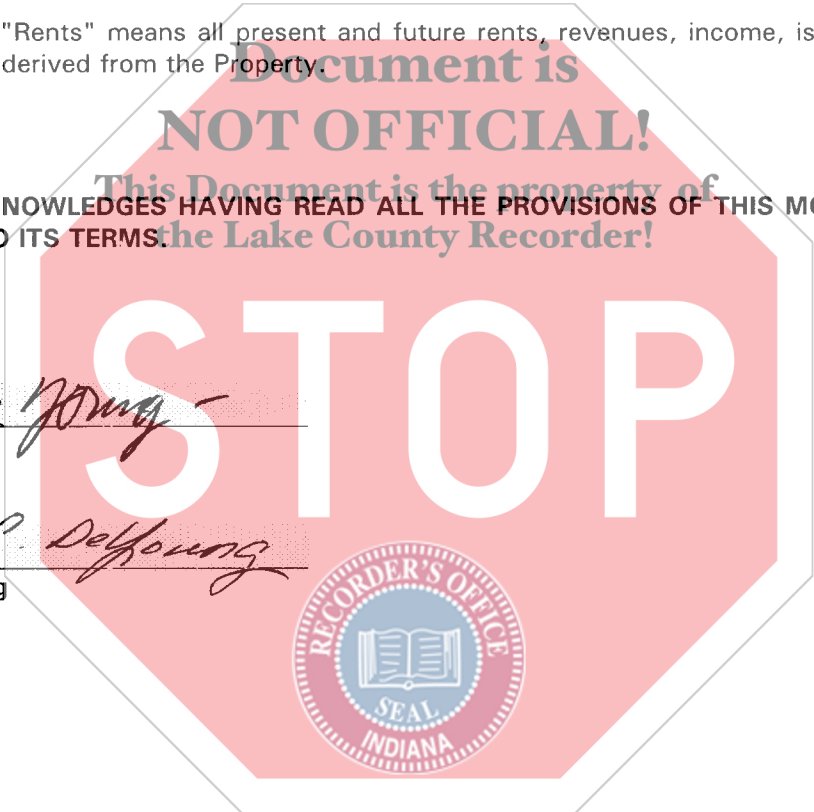 "Rents" means all present and future rents, revenues, income, is
derived from the Property.
Document is
NOT OFFICIAL!
This Document is the property of
the Lake County Recorder!
NOWLEDGES HAVING READ ALL THE PROVISIONS OF THIS MO
ITS TERMS.
STOP
Young
P. DeYoung
g
RECORDER'S OFFICE
SEAL
INDIANA